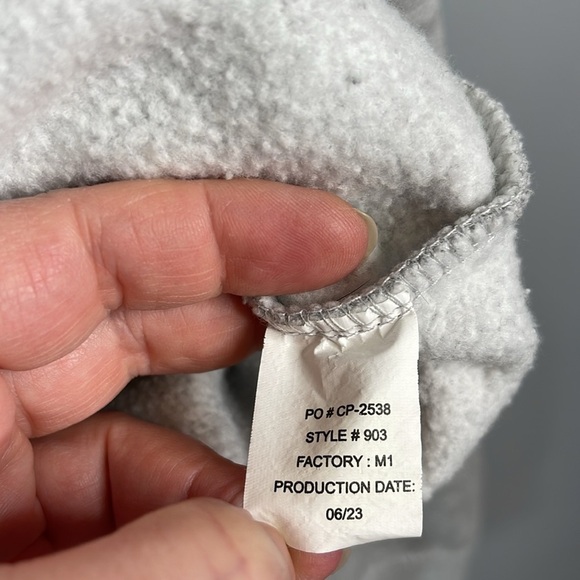 PO # CP-2538
STYLE # 903
FACTORY : M1
PRODUCTION DATE:
06/23